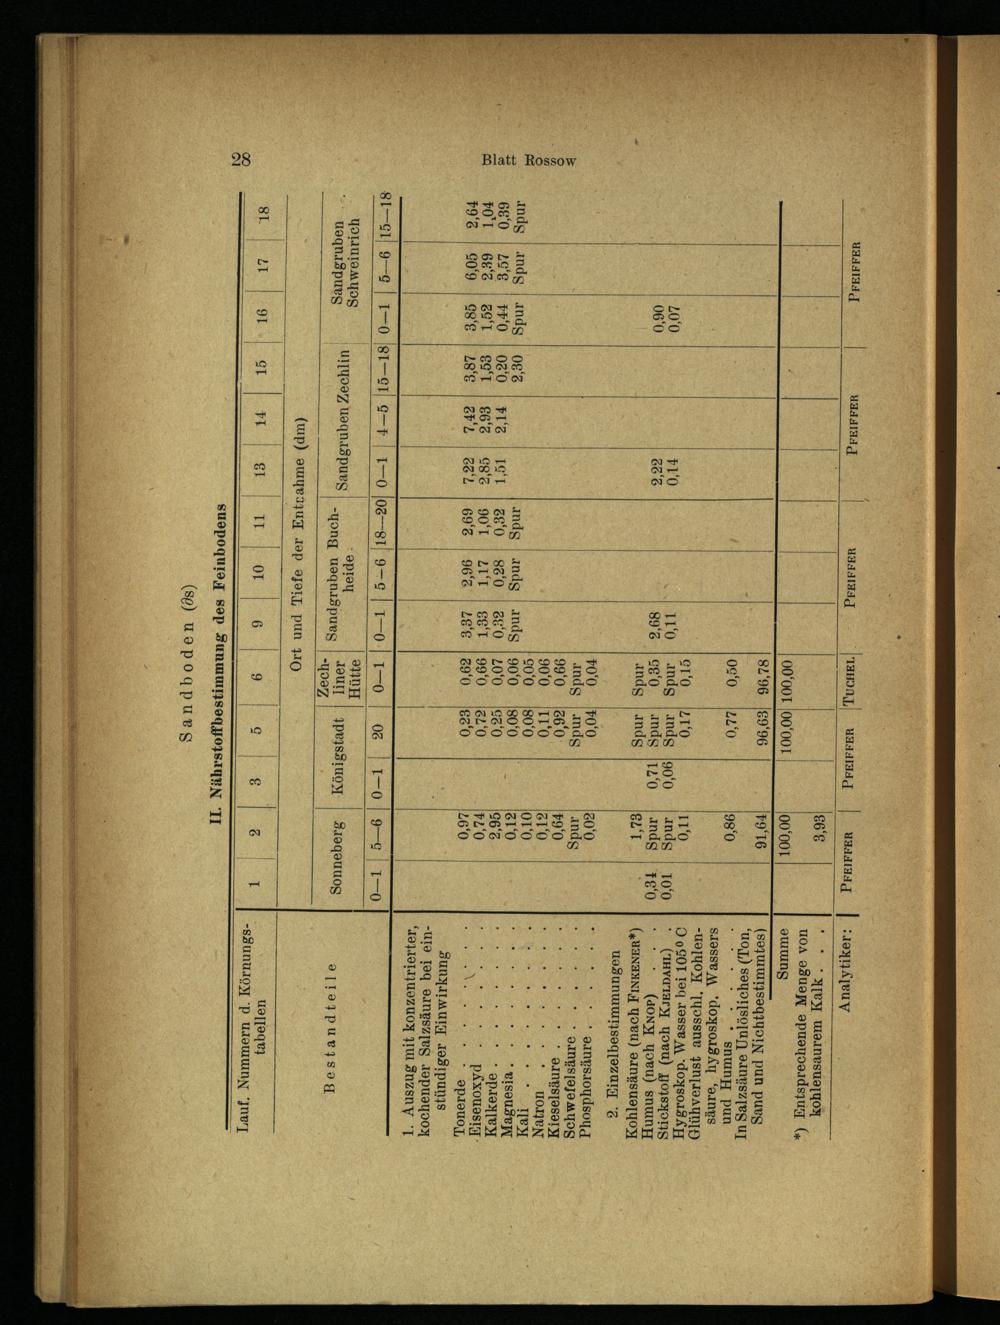 28
Blatt Rossow
Sandboden (∂s)
II. Nährstoffbestimmung des Feinbodens
Lauf. Nummern d. Körnungs-tabellen | 1 | 2 | 3 | 5 | 6 | 9 | 10 | 11 | 13 | 14 | 15 | 16 | 17 | 18
Ort und Tiefe der Entnahme (dm)
Bestandteile | Sonneberg | Königstadt | Zech-liner Hütte | Sandgruben Buch-heide | Sandgruben Zechlin | Sandgruben Schweinrich
0—1 | 5—6 | 0—1 | 20 | 0—1 | 0—1 | 5—6 | 18—20 | 0—1 | 4—5 | 15—18 | 0—1 | 5—6 | 15—18
1. Auszug mit konzentrierter,
kochender Salzsäure bei ein-
stündiger Einwirkung
Tonerde . . . . . . 0,97 0,23 0,62 3,37 2,96 2,69 7,22 7,42 3,87 3,85 6,05 2,64
Eisenoxyd . . . . . 0,74 0,72 0,66 1,33 1,17 1,06 2,85 2,93 1,53 1,52 2,39 1,04
Kalkerde . . . . . . 2,95 0,25 0,07 0,32 0,28 0,32 1,51 2,14 0,20 0,44 3,57 0,39
Magnesia . . . . . . 0,12 0,08 0,06 Spur Spur Spur 2,30 Spur Spur Spur
Kali . . . . . . 0,10 0,08 0,05
Natron . . . . . . 0,12 0,11 0,06
Kieselsäure . . . . . 0,64 0,92 0,66
Schwefelsäure . . . . Spur Spur Spur
Phosphorsäure . . . . 0,02 0,04 0,04
2. Einzelbestimmungen
Kohlensäure (nach FINKENER*) 1,73 Spur Spur
Humus (nach KNOP) . . . 0,34 Spur 0,71 Spur 0,35 2,68 2,22 0,90
Stickstoff (nach KJELDAHL) . 0,01 Spur 0,06 Spur Spur 0,11 0,14 0,07
Hygroskop. Wasser bei 105° C 0,11 0,17 0,15
Glühverlust ausschl. Kohlen-
säure, hygroskop. Wassers
und Humus . . . . . 0,86 0,77 0,50
In Salzsäure Unlösliches (Ton,
Sand und Nichtbestimmtes) 91,64 96,63 96,78
Summe 100,00 100,00 100,00
*) Entsprechende Menge von
kohlensaurem Kalk . . . 3,93
Analytiker: PFEIFFER | PFEIFFER | TUCHEL | PFEIFFER | PFEIFFER | PFEIFFER